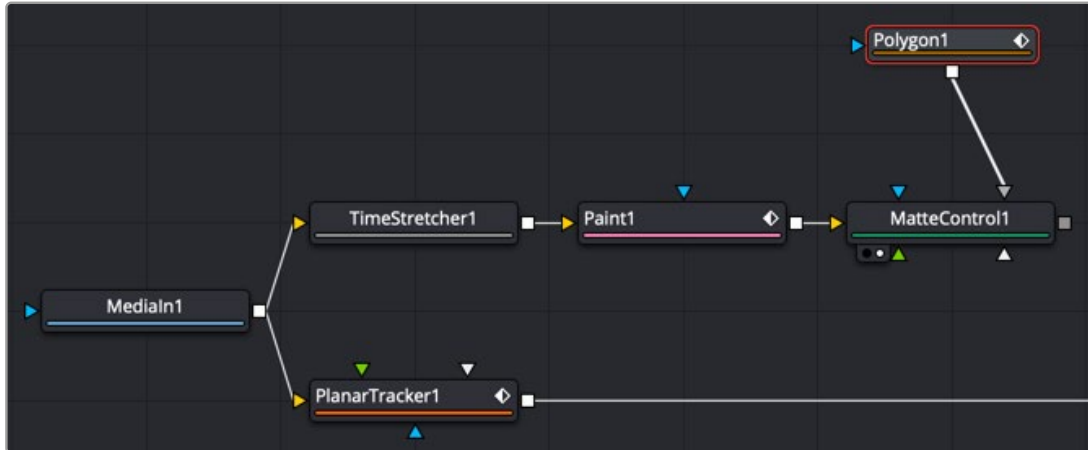 Polygon1
TimeStretcher1
Paint1
MatteControl1
MediaIn1
PlanarTracker1